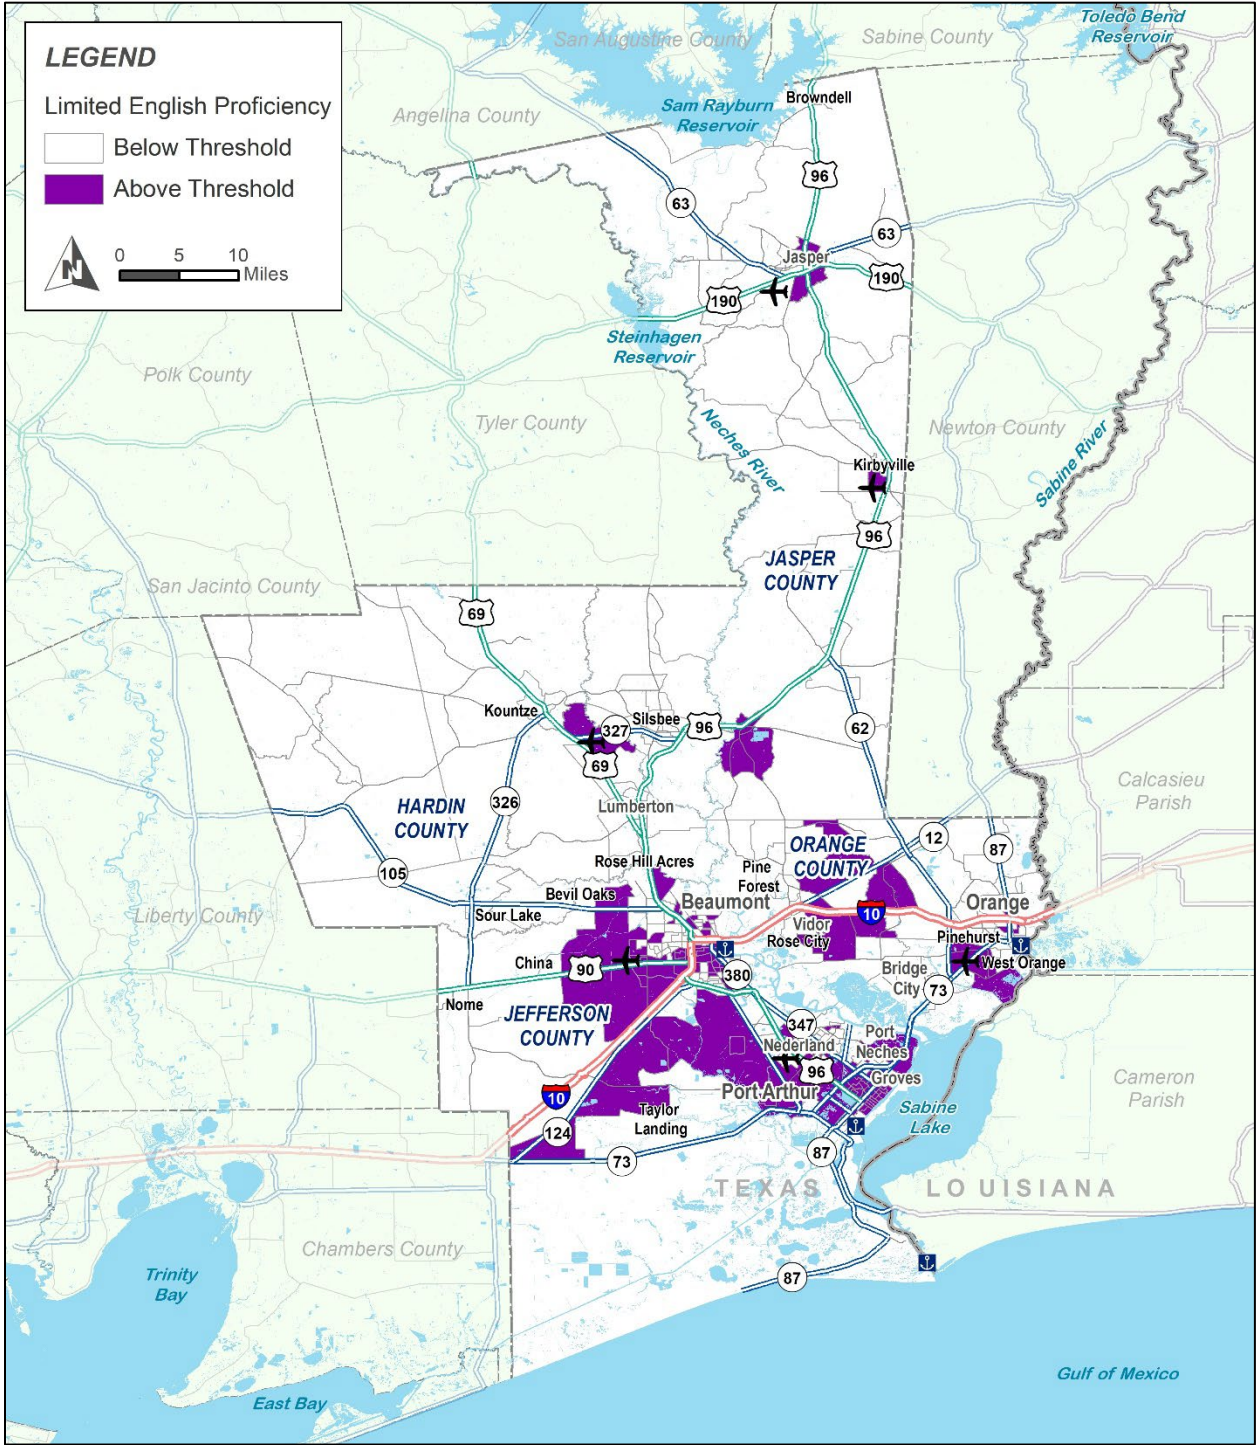 LEGEND
Limited English Proficiency
Below Threshold
Above Threshold
N
0 5 10
Miles
Toledo Bend
Reservoir
San Augustine County
Sabine County
Angelina County
Sam Rayburn
Reservoir
Browndell
96
63
63
Jasper
190
190
Steinhagen
Reservoir
Polk County
Tyler County
Neches River
Newton County
Sabine River
Kirbyville
96
JASPER
COUNTY
San Jacinto County
69
Kountze
327
Silsbee
96
62
69
Calcasieu
Parish
HARDIN
COUNTY
326
Lumberton
ORANGE
COUNTY
12
87
105
Rose Hill Acres
Pine
Forest
Bevil Oaks
Beaumont
Orange
Liberty County
Sour Lake
10
Vidor
Rose City
Pinehurst
China
90
West Orange
380
Bridge
City
73
Nome
JEFFERSON
COUNTY
347
Port
Neches
Nederland
96
Groves
Port Arthur
10
Cameron
Parish
Taylor
Landing
Sabine
Lake
124
73
87
TEXAS
LOUISIANA
Chambers County
Trinity
Bay
87
East Bay
Gulf of Mexico